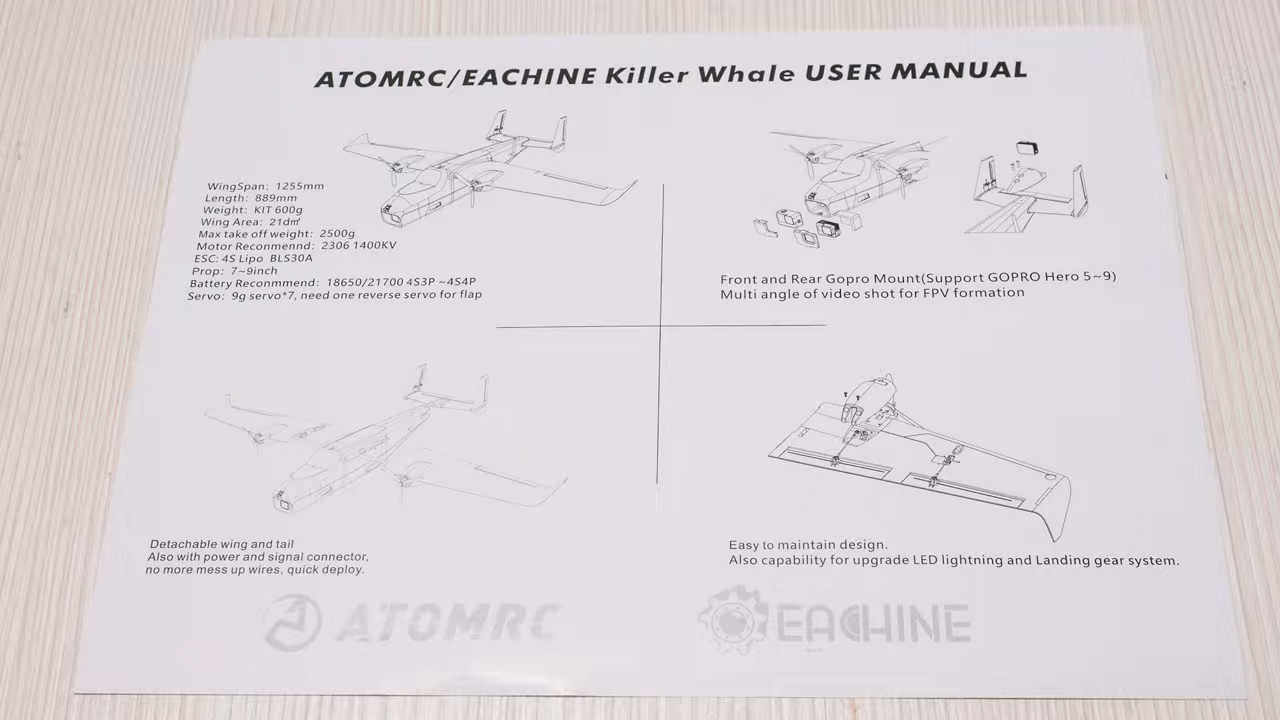 ATOMRC/EACHINE Killer Whale USER MANUAL
WingSpan: 1255mm
Length: 889mm
Weight: KIT 600g
Wing Area: 21d㎡
Max take off weight: 2500g
Motor Reconmennd: 2306 1400KV
ESC: 4S Lipo BLS30A
Prop: 7~9inch
Battery Reconmmend: 18650/21700 4S3P ~4S4P
Servo: 9g servo*7, need one reverse servo for flap
Front and Rear Gopro Mount(Support GOPRO Hero 5~9)
Multi angle of video shot for FPV formation
Detachable wing and tail
Also with power and signal connector,
no more mess up wires, quick deploy.
Easy to maintain design.
Also capability for upgrade LED lightning and Landing gear system.
ATOMRC
EACHINE